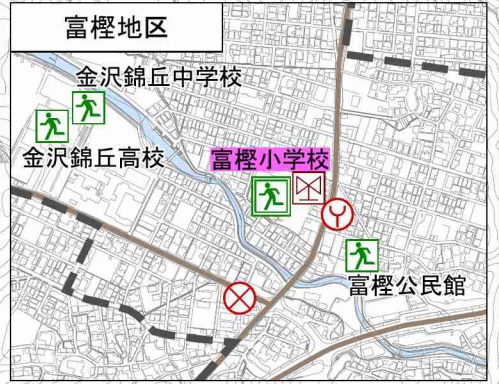 富樫地区
金沢錦丘中学校
金沢錦丘高校
富樫小学校
富樫公民館